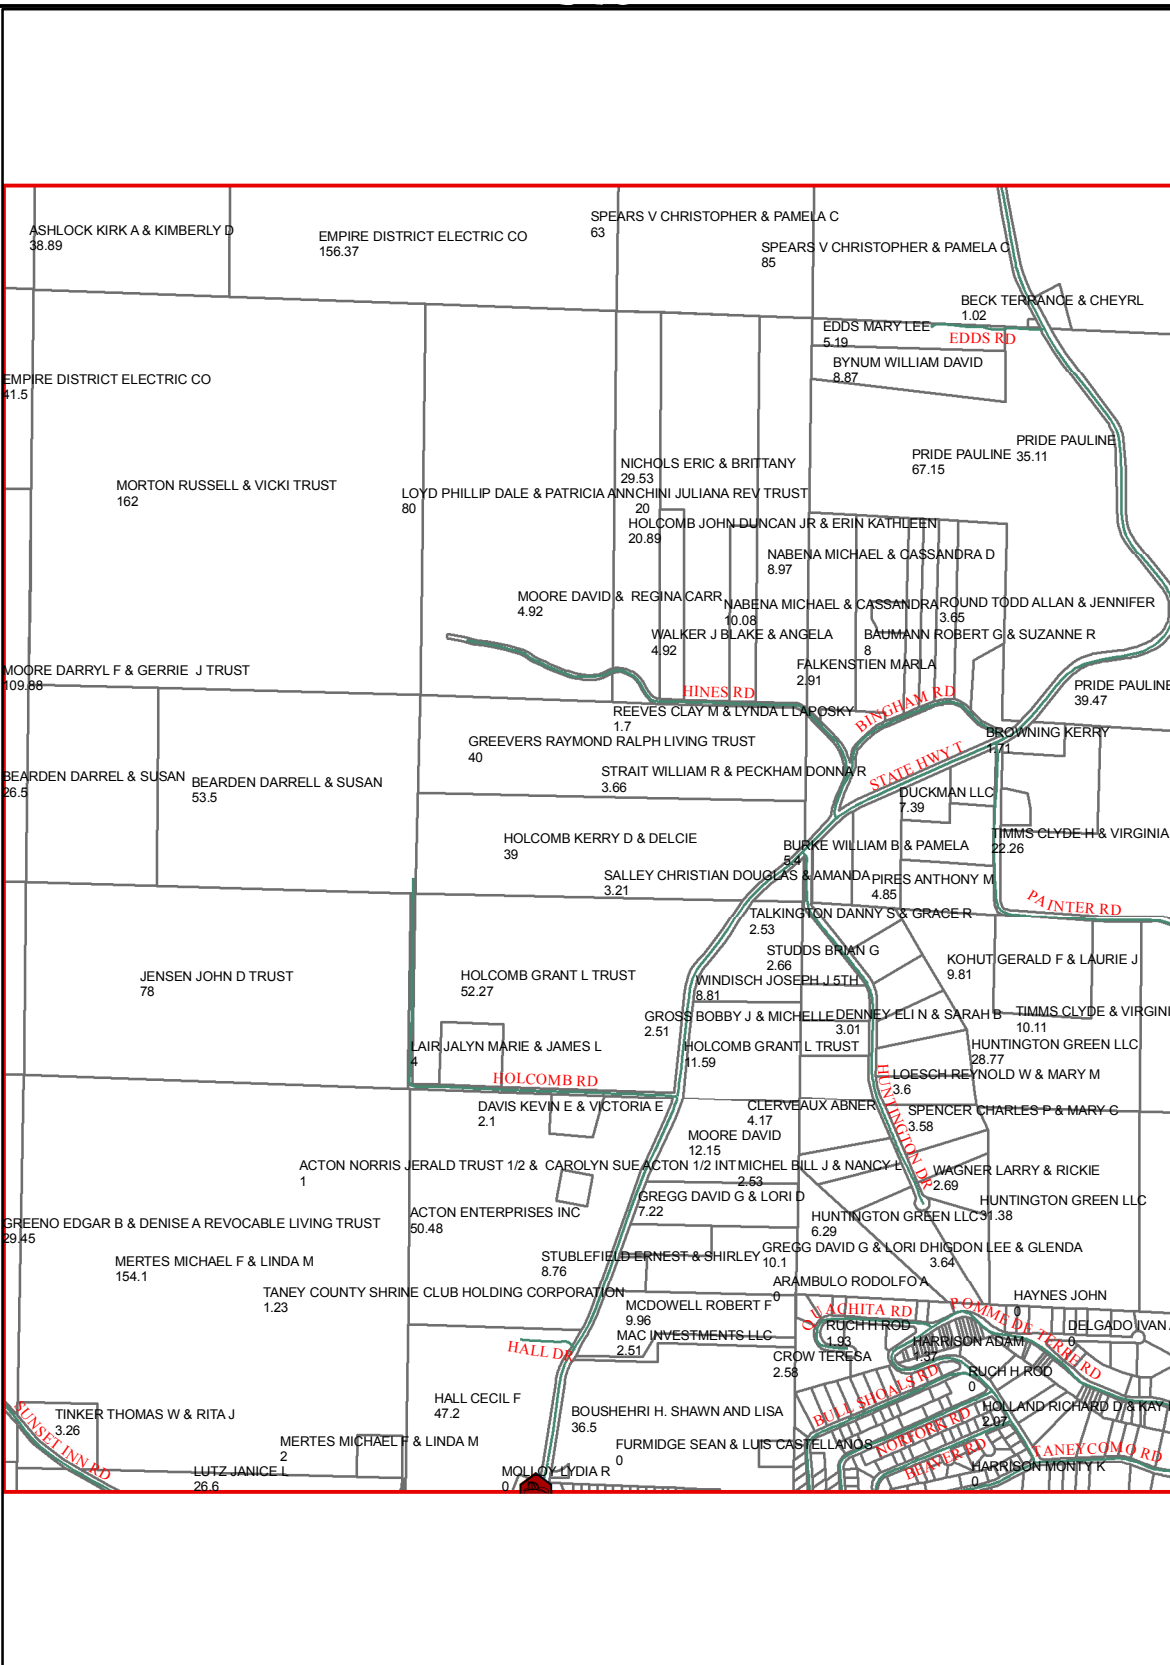 SPEARS V CHRISTOPHER & PAMELA C
63
ASHLOCK KIRK A & KIMBERLY D
38.89
EMPIRE DISTRICT ELECTRIC CO
156.37
SPEARS V CHRISTOPHER & PAMELA C
85
BECK TERRANCE & CHEYRL
1.02
EDDS MARY LEE
5.19
EDDS RD
BYNUM WILLIAM DAVID
8.87
EMPIRE DISTRICT ELECTRIC CO
41.5
PRIDE PAULINE
35.11
PRIDE PAULINE
67.15
NICHOLS ERIC & BRITTANY
29.53
MORTON RUSSELL & VICKI TRUST
162
LOYD PHILLIP DALE & PATRICIA ANN
80
CHINI JULIANA REV TRUST
20
HOLCOMB JOHN DUNCAN JR & ERIN KATHLEEN
20.89
NABENA MICHAEL & CASSANDRA D
8.97
MOORE DAVID & REGINA CARR
4.92
NABENA MICHAEL & CASSANDRA
10.08
ROUND TODD ALLAN & JENNIFER
3.65
WALKER J BLAKE & ANGELA
4.92
BAUMANN ROBERT G & SUZANNE R
8
FALKENSTIEN MARLA
2.91
MOORE DARRYL F & GERRIE J TRUST
109.88
PRIDE PAULINE
39.47
HINES RD
BINGHAM RD
REEVES CLAY M & LYNDA L LAPOSKY
1.7
BROWNING KERRY
1.71
GREEVERS RAYMOND RALPH LIVING TRUST
40
STATE HWY T
STRAIT WILLIAM R & PECKHAM DONNA R
3.66
BEARDEN DARREL & SUSAN
26.5
BEARDEN DARRELL & SUSAN
53.5
DUCKMAN LLC
7.39
HOLCOMB KERRY D & DELCIE
39
TIMMS CLYDE H & VIRGINIA
22.26
BURKE WILLIAM B & PAMELA
5.4
SALLEY CHRISTIAN DOUGLAS & AMANDA
3.21
PIRES ANTHONY M
4.85
PAINTER RD
TALKINGTON DANNY S & GRACE R
2.53
STUDDS BRIAN G
2.66
KOHUT GERALD F & LAURIE J
9.81
JENSEN JOHN D TRUST
78
HOLCOMB GRANT L TRUST
52.27
WINDISCH JOSEPH J 5TH
8.81
GROSS BOBBY J & MICHELLE
2.51
DENNEY ELI N & SARAH B
3.01
TIMMS CLYDE & VIRGINI
10.11
LAIR JALYN MARIE & JAMES L
4
HOLCOMB GRANT L TRUST
11.59
HUNTINGTON GREEN LLC
28.77
HOLCOMB RD
LOESCH REYNOLD W & MARY M
3.6
HUNTINGTON DR
DAVIS KEVIN E & VICTORIA E
2.1
CLERVEAUX ABNER
4.17
SPENCER CHARLES P & MARY C
3.58
MOORE DAVID
12.15
ACTON NORRIS JERALD TRUST 1/2 & CAROLYN SUE ACTON 1/2 INT
1
MICHEL BILL J & NANCY L
2.53
WAGNER LARRY & RICKIE
2.69
GREGG DAVID G & LORI D
7.22
HUNTINGTON GREEN LLC
31.38
ACTON ENTERPRISES INC
50.48
HUNTINGTON GREEN LLC
6.29
GREENO EDGAR B & DENISE A REVOCABLE LIVING TRUST
29.45
MERTES MICHAEL F & LINDA M
154.1
STUBLEFIELD ERNEST & SHIRLEY
8.76
GREGG DAVID G & LORI D
10.1
HIGDON LEE & GLENDA
3.64
ARAMBULO RODOLFO A
0
TANEY COUNTY SHRINE CLUB HOLDING CORPORATION
1.23
HAYNES JOHN
0
MCDOWELL ROBERT F
9.96
QUACHITA RD
POMME DE TERRE RD
RUCH H ROD
1.93
DELGADO IVAN
0
MAC INVESTMENTS LLC
2.51
HARRISON ADAM
1.37
HALL DR
CROW TERESA
2.58
RUCH H ROD
0
BULL SHOALS RD
HALL CECIL F
47.2
HOLLAND RICHARD D & KAY
2.07
BOUSHEHRI H. SHAWN AND LISA
36.5
TINKER THOMAS W & RITA J
3.26
SUNSET INN RD
NORFORK RD
MERTES MICHAEL F & LINDA M
2
FURMIDGE SEAN & LUIS CASTELLANOS
0
TANEYCOMO RD
BEAVER RD
HARRISON MONTY K
0
LUTZ JANICE L
26.6
MOLLOY LYDIA R
0